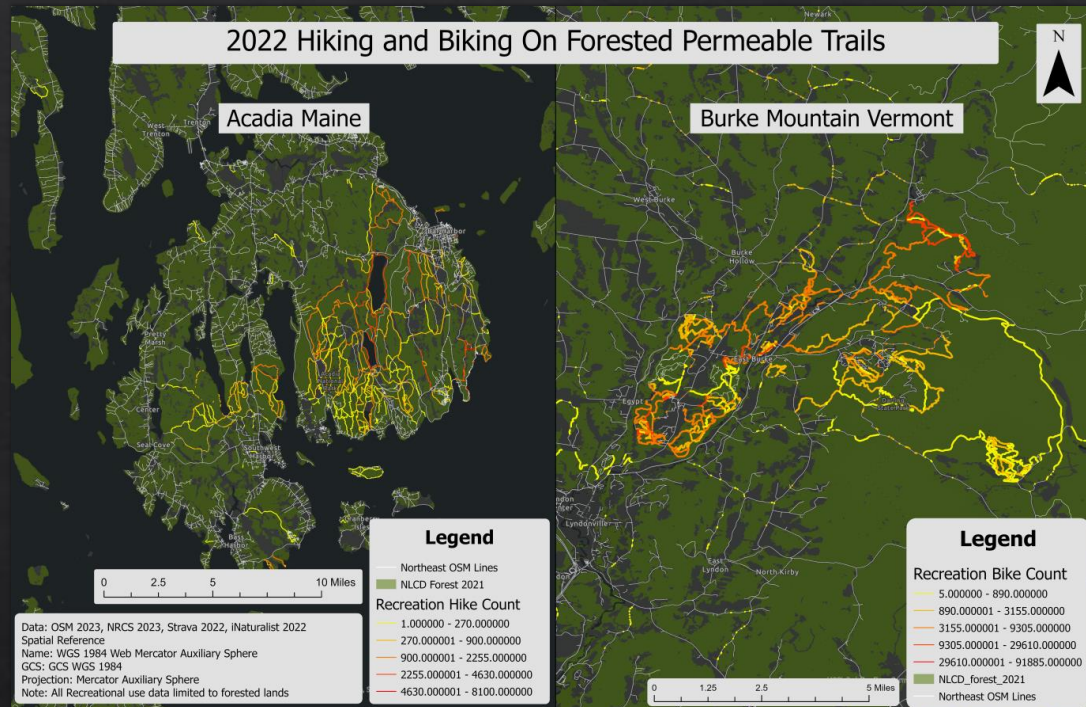 2022 Hiking and Biking On Forested Permeable Trails
N
Acadia Maine
Burke Mountain Vermont
Newark
West Trenton
Trenton
Pretty Marsh
Center
Seal Cove
Southwest Harbor
Bass Harbor
West Burke
Burke Hollow
East Burke
Egypt
Lyndonville
East Lyndon
North Kirby
0 2.5 5 10 Miles
Data: OSM 2023, NRCS 2023, Strava 2022, iNaturalist 2022
Spatial Reference
Name: WGS 1984 Web Mercator Auxiliary Sphere
GCS: GCS WGS 1984
Projection: Mercator Auxiliary Sphere
Note: All Recreational use data limited to forested lands
Legend
Northeast OSM Lines
NLCD Forest 2021
Recreation Hike Count
1.000000 - 270.000000
270.000001 - 900.000000
900.000001 - 2255.000000
2255.000001 - 4630.000000
4630.000001 - 8100.000000
0 1.25 2.5 5 Miles
Legend
Recreation Bike Count
5.000000 - 890.000000
890.000001 - 3155.000000
3155.000001 - 9305.000000
9305.000001 - 29610.000000
29610.000001 - 91885.000000
NLCD_forest_2021
Northeast OSM Lines